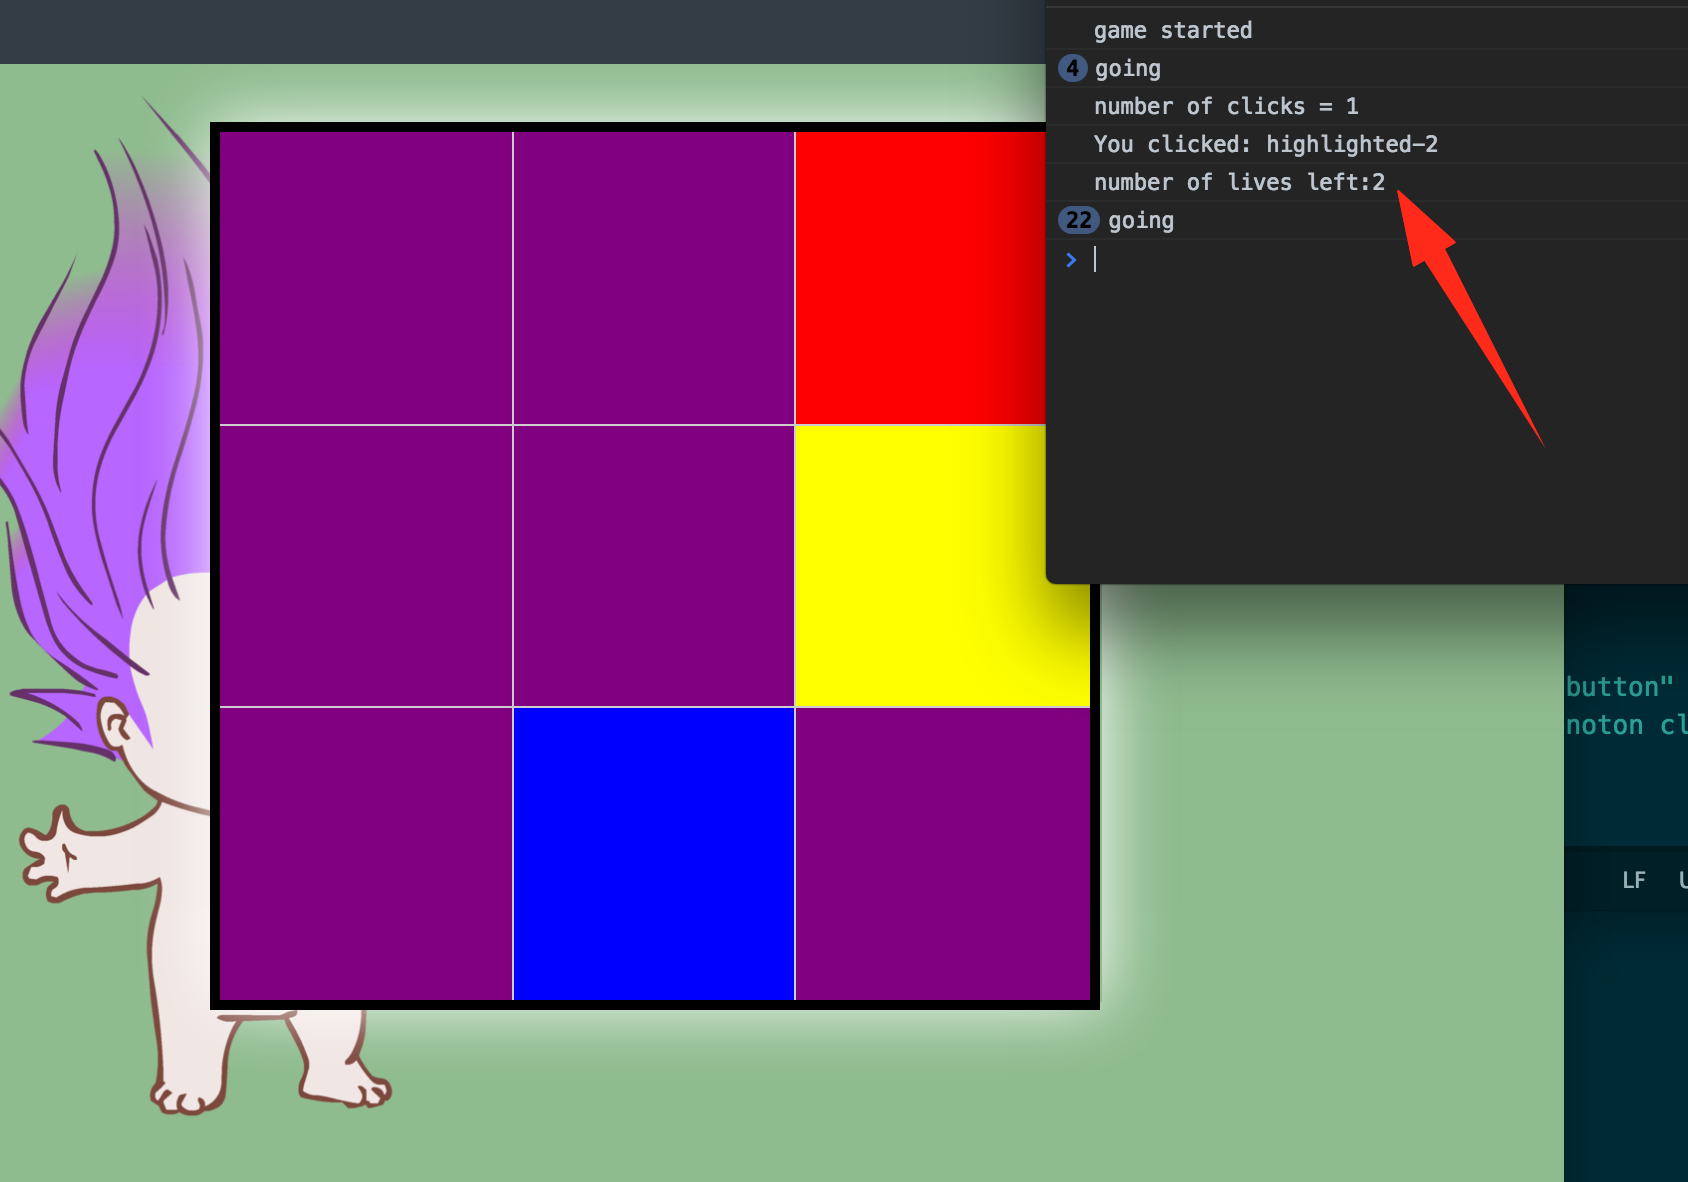 game started
4 going
number of clicks = 1
You clicked: highlighted-2
number of lives left:2
22 going
>
button"
noton cl
LF